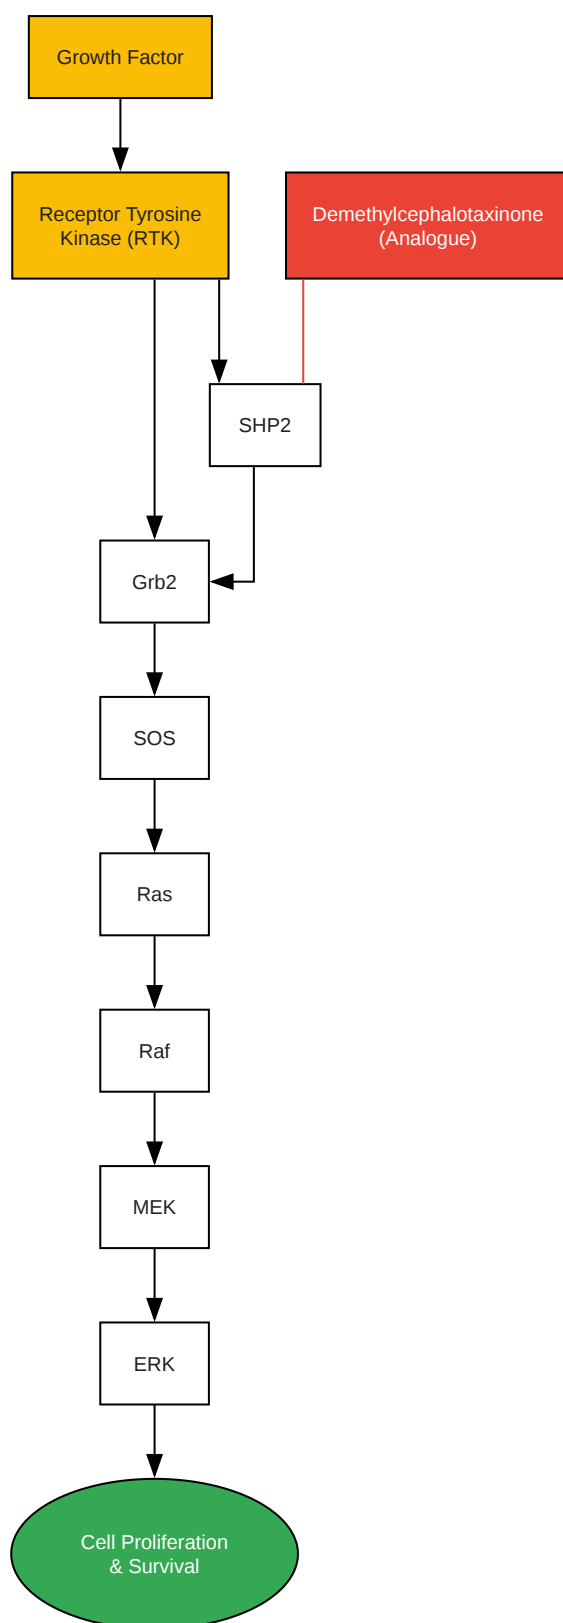 Growth Factor
Receptor Tyrosine
Kinase (RTK)
Demethylcephalotaxinone
(Analogue)
SHP2
Grb2
SOS
Ras
Raf
MEK
ERK
Cell Proliferation
& Survival